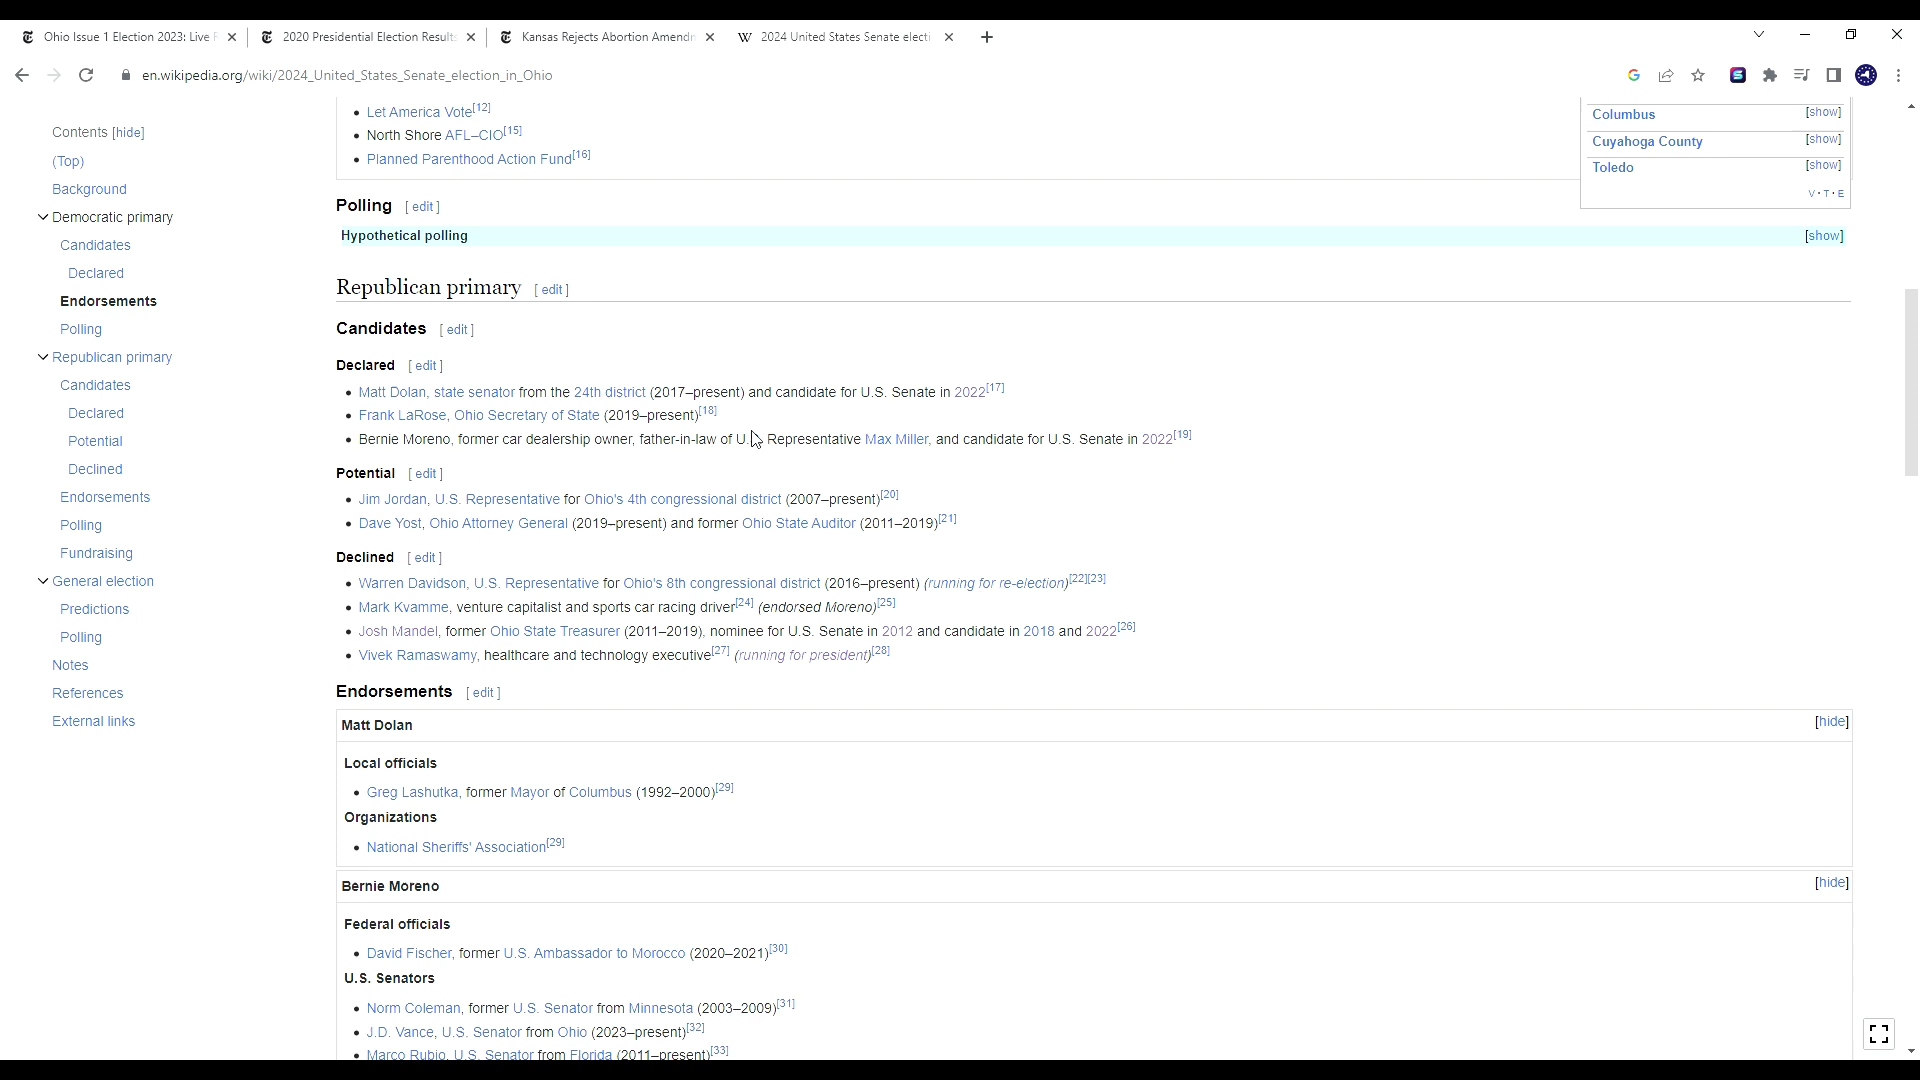 Ohio Issue 1 Election 2023: Live
2020 Presidential Election Results
Kansas Rejects Abortion Amendm
W 2024 United States Senate electi
en.wikipedia.org/wiki/2024_United_States_Senate_election_in_Ohio
Contents [hide]
(Top)
Background
Democratic primary
Candidates
Declared
Endorsements
Polling
Republican primary
Candidates
Declared
Potential
Declined
Endorsements
Polling
Fundraising
General election
Predictions
Polling
Notes
References
External links
• Let America Vote[12]
• North Shore AFL–CIO[15]
• Planned Parenthood Action Fund[16]
Columbus [show]
Cuyahoga County [show]
Toledo [show]
V·T·E
Polling [ edit ]
Hypothetical polling [show]
Republican primary [ edit ]
Candidates [ edit ]
Declared [ edit ]
• Matt Dolan, state senator from the 24th district (2017–present) and candidate for U.S. Senate in 2022[17]
• Frank LaRose, Ohio Secretary of State (2019–present)[18]
• Bernie Moreno, former car dealership owner, father-in-law of U. Representative Max Miller, and candidate for U.S. Senate in 2022[19]
Potential [ edit ]
• Jim Jordan, U.S. Representative for Ohio's 4th congressional district (2007–present)[20]
• Dave Yost, Ohio Attorney General (2019–present) and former Ohio State Auditor (2011–2019)[21]
Declined [ edit ]
• Warren Davidson, U.S. Representative for Ohio's 8th congressional district (2016–present) (running for re-election)[22][23]
• Mark Kvamme, venture capitalist and sports car racing driver[24] (endorsed Moreno)[25]
• Josh Mandel, former Ohio State Treasurer (2011–2019), nominee for U.S. Senate in 2012 and candidate in 2018 and 2022[26]
• Vivek Ramaswamy, healthcare and technology executive[27] (running for president)[28]
Endorsements [ edit ]
Matt Dolan [hide]
Local officials
• Greg Lashutka, former Mayor of Columbus (1992–2000)[29]
Organizations
• National Sheriffs' Association[29]
Bernie Moreno [hide]
Federal officials
• David Fischer, former U.S. Ambassador to Morocco (2020–2021)[30]
U.S. Senators
• Norm Coleman, former U.S. Senator from Minnesota (2003–2009)[31]
• J.D. Vance, U.S. Senator from Ohio (2023–present)[32]
• Marco Rubio, U.S. Senator from Florida (2011–present)[33]